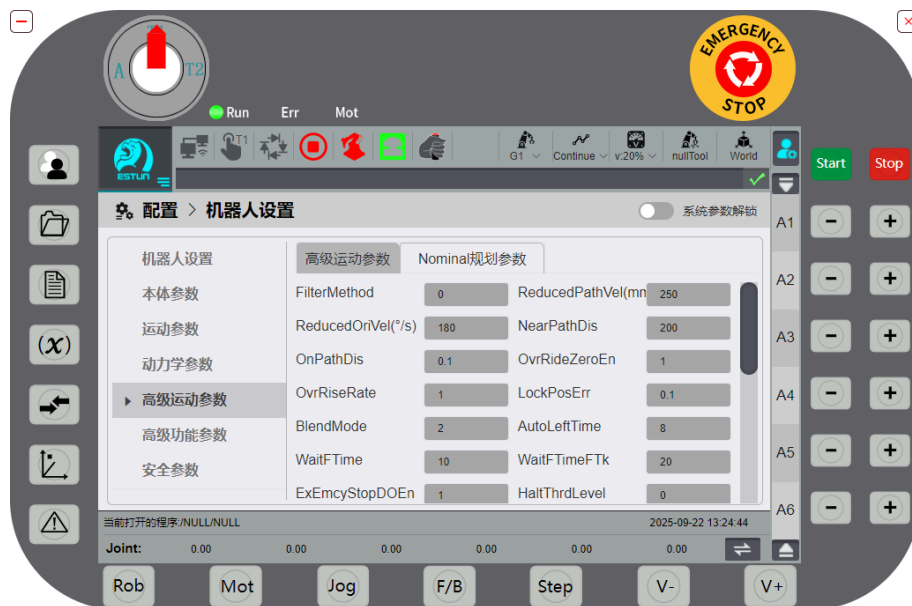 A T2
EMERGENCY
STOP
Run Err Mot
ESTUN
T1
G1 Continue v:20% nullTool World
Start Stop
配置 > 机器人设置 系统参数解锁
A1
机器人设置
本体参数
运动参数
动力学参数
高级运动参数
高级功能参数
安全参数
高级运动参数 Nominal规划参数
FilterMethod 0 ReducedPathVel(mm 250
ReducedOriVel(°/s) 180 NearPathDis 200
OnPathDis 0.1 OvrRideZeroEn 1
OvrRiseRate 1 LockPosErr 0.1
BlendMode 2 AutoLeftTime 8
WaitFTime 10 WaitFTimeFTk 20
ExEmcyStopDOEn 1 HaltThrdLevel 0
A2
A3
A4
A5
A6
(x)
当前打开的程序:/NULL/NULL 2025-09-22 13:24:44
Joint: 0.00 0.00 0.00 0.00 0.00 0.00
Rob Mot Jog F/B Step V- V+